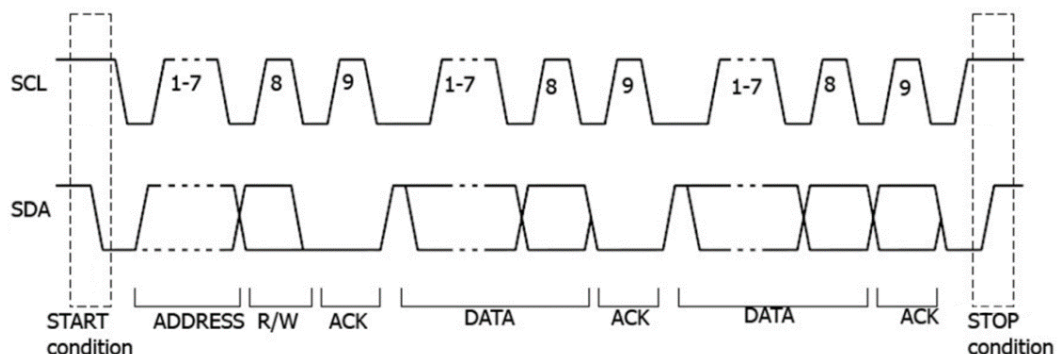 SCL 1-7 8 9 1-7 8 9 1-7 8 9
SDA
START condition
ADDRESS R/W ACK DATA ACK DATA ACK
STOP condition